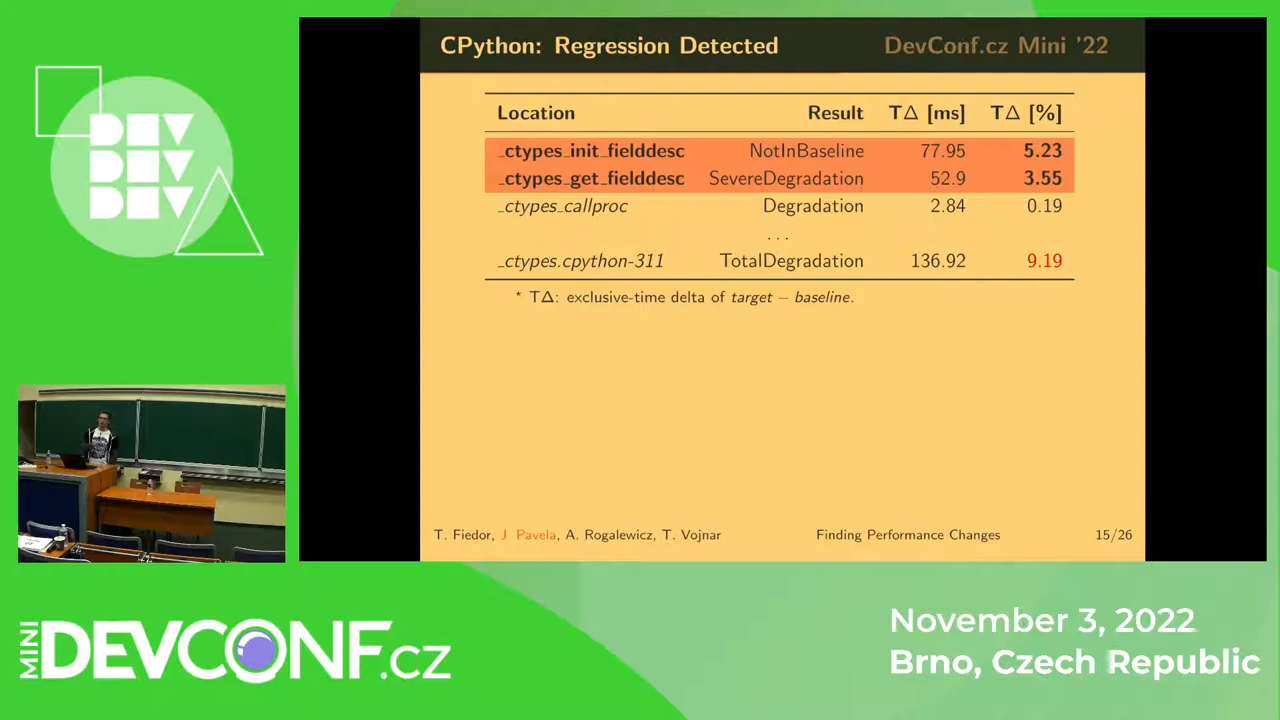 CPython: Regression Detected DevConf.cz Mini '22
Location Result T∆ [ms] T∆ [%]
_ctypes_init_fielddesc NotInBaseline 77.95 5.23
_ctypes_get_fielddesc SevereDegradation 52.9 3.55
_ctypes_callproc Degradation 2.84 0.19
...
_ctypes.cpython-311 TotalDegradation 136.92 9.19
* T∆: exclusive-time delta of target − baseline.
T. Fiedor, J Pavela, A. Rogalewicz, T. Vojnar Finding Performance Changes 15/26
DEV
DEV
DEV
MINI DEVCONF.cz
November 3, 2022
Brno, Czech Republic